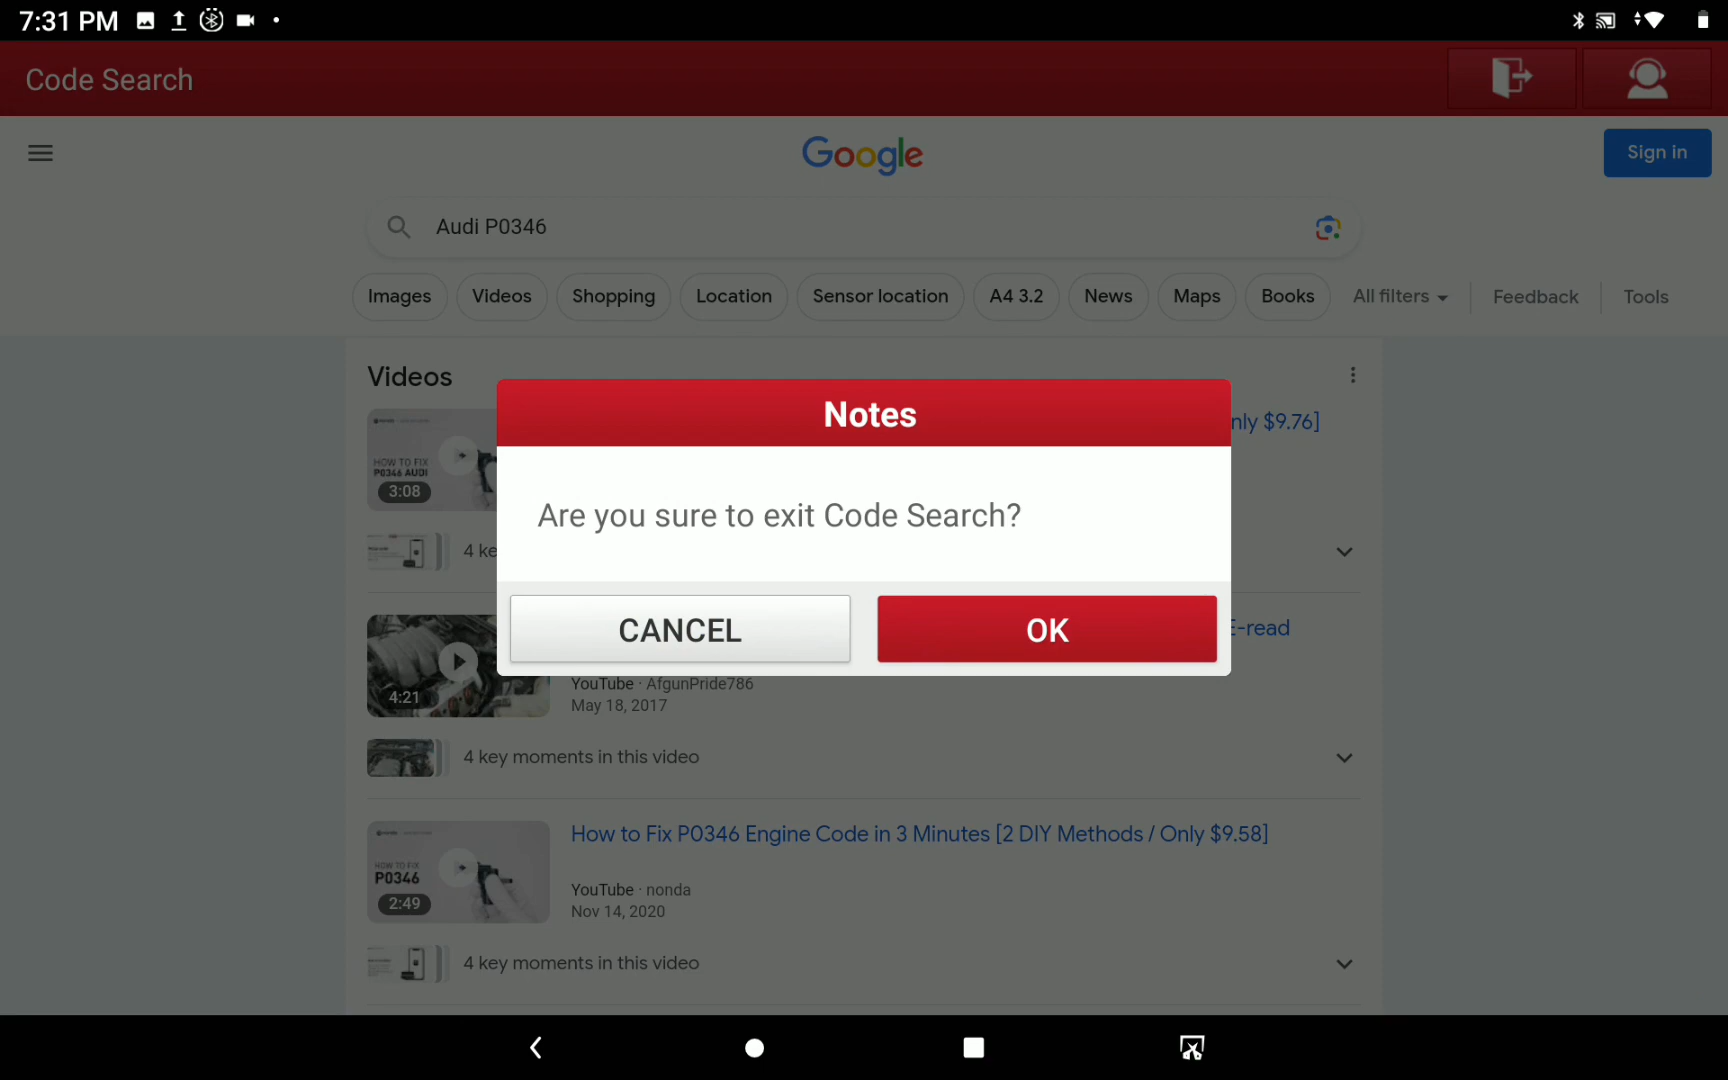 7:31 PM
Code Search
Google
Sign in
Audi P0346
Images
Videos
Shopping
Location
Sensor location
A4 3.2
News
Maps
Books
All filters
Feedback
Tools
Videos
nly $9.76]
HOW TO FIX
P0346 AUDI
3:08
4 ke
Notes
Are you sure to exit Code Search?
CANCEL
OK
E-read
4:21
YouTube · AfgunPride786
May 18, 2017
4 key moments in this video
How to Fix P0346 Engine Code in 3 Minutes [2 DIY Methods / Only $9.58]
HOW TO FIX
P0346
2:49
YouTube · nonda
Nov 14, 2020
4 key moments in this video